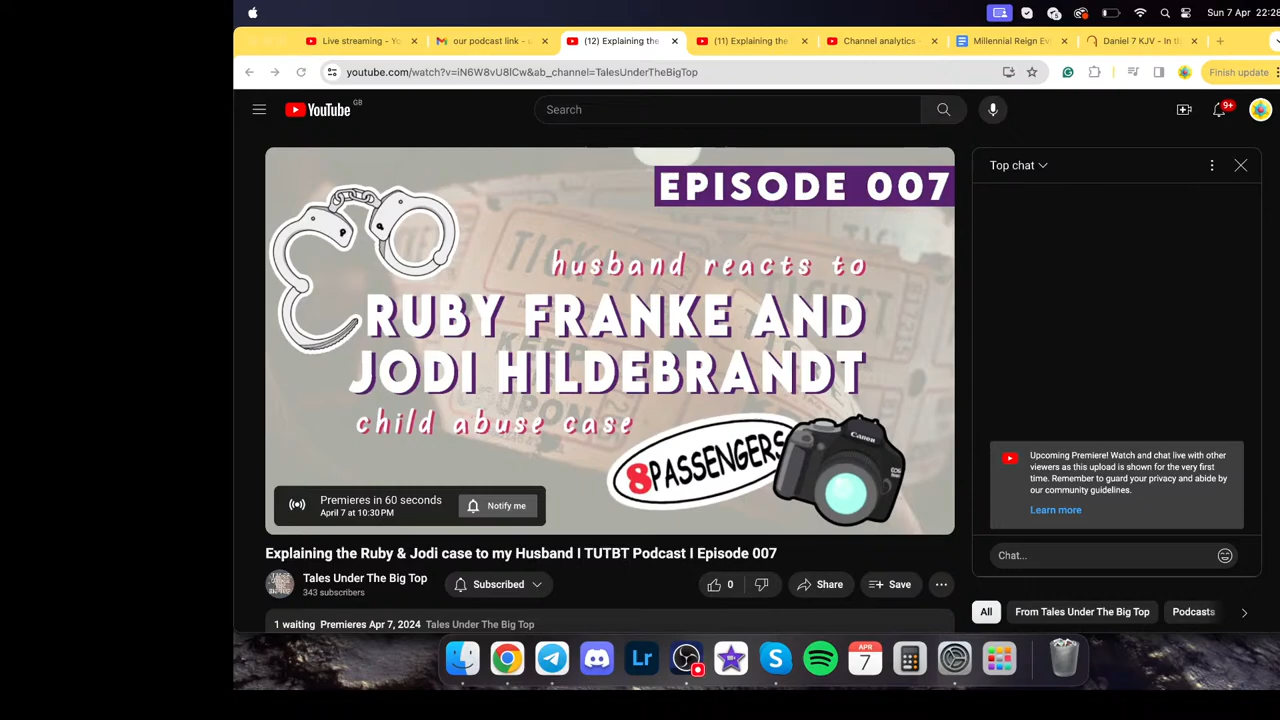 Sun 7 Apr 22:28
Live streaming - Yo
our podcast link - u
(12) Explaining the
(11) Explaining the
Channel analytics -
Millennial Reign Ev
Daniel 7 KJV - In th
youtube.com/watch?v=iN6W8vU8lCw&ab_channel=TalesUnderTheBigTop
Finish update
YouTube GB
Search
9+
EPISODE 007
husband reacts to
RUBY FRANKE AND
JODI HILDEBRANDT
child abuse case
8PASSENGERS
Canon
TICKET
TICKET
KEEP
COUPON
Premieres in 60 seconds
April 7 at 10:30 PM
Notify me
Top chat
Upcoming Premiere! Watch and chat live with other
viewers as this upload is shown for the very first
time. Remember to guard your privacy and abide by
our community guidelines.
Learn more
Chat...
Explaining the Ruby & Jodi case to my Husband I TUTBT Podcast I Episode 007
Tales Under The Big Top
343 subscribers
Subscribed
0
Share
Save
All
From Tales Under The Big Top
Podcasts
1 waiting Premieres Apr 7, 2024 Tales Under The Big Top
Lr
APR
7